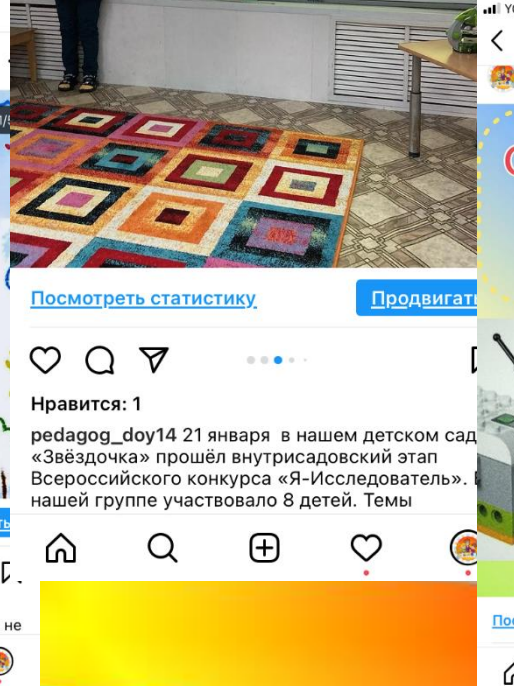 Посмотреть статистику
Продвигать
Нравится: 1
pedagog_doy14 21 января в нашем детском сад
«Звёздочка» прошёл внутрисадовский этап
Всероссийского конкурса «Я-Исследователь».
нашей группе участвовало 8 детей. Темы
не